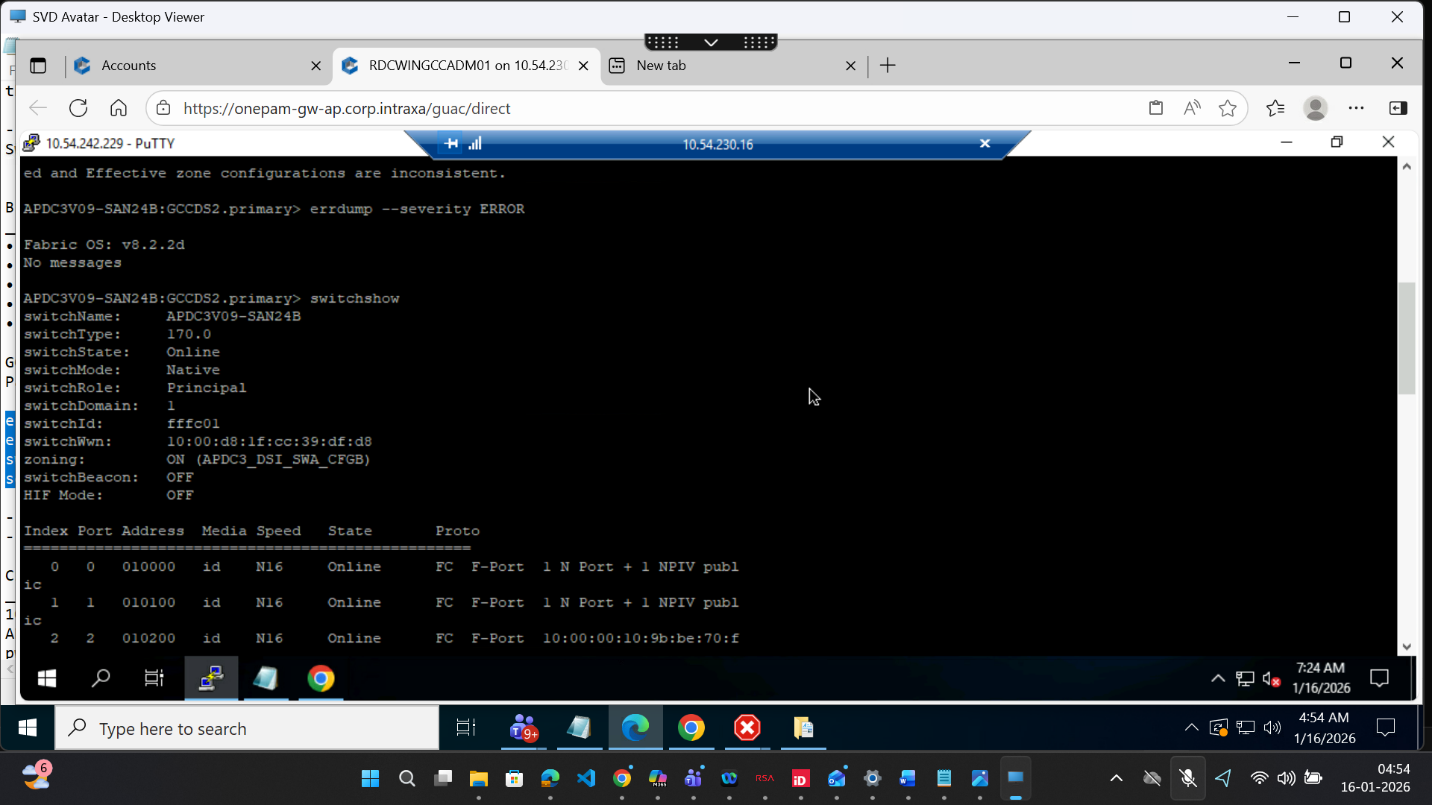 SVD Avatar - Desktop Viewer
Accounts
RDCWINGCCADM01 on 10.54.230
New tab
https://onepam-gw-ap.corp.intraxa/guac/direct
10.54.242.229 - PuTTY
10.54.230.16
ed and Effective zone configurations are inconsistent.
APDC3V09-SAN24B:GCCDS2.primary> errdump --severity ERROR
Fabric OS: v8.2.2d
No messages
APDC3V09-SAN24B:GCCDS2.primary> switchshow
switchName: APDC3V09-SAN24B
switchType: 170.0
switchState: Online
switchMode: Native
switchRole: Principal
switchDomain: 1
switchId: fffc01
switchWwn: 10:00:d8:1f:cc:39:df:d8
zoning: ON (APDC3_DSI_SWA_CFGB)
switchBeacon: OFF
HIF Mode: OFF
Index Port Address Media Speed State Proto
==================================================
0 0 010000 id N16 Online FC F-Port 1 N Port + 1 NPIV publ
ic
1 1 010100 id N16 Online FC F-Port 1 N Port + 1 NPIV publ
ic
2 2 010200 id N16 Online FC F-Port 10:00:00:10:9b:be:70:f
7:24 AM
1/16/2026
Type here to search
9+
4:54 AM
1/16/2026
6
RSA
iD
04:54
16-01-2026